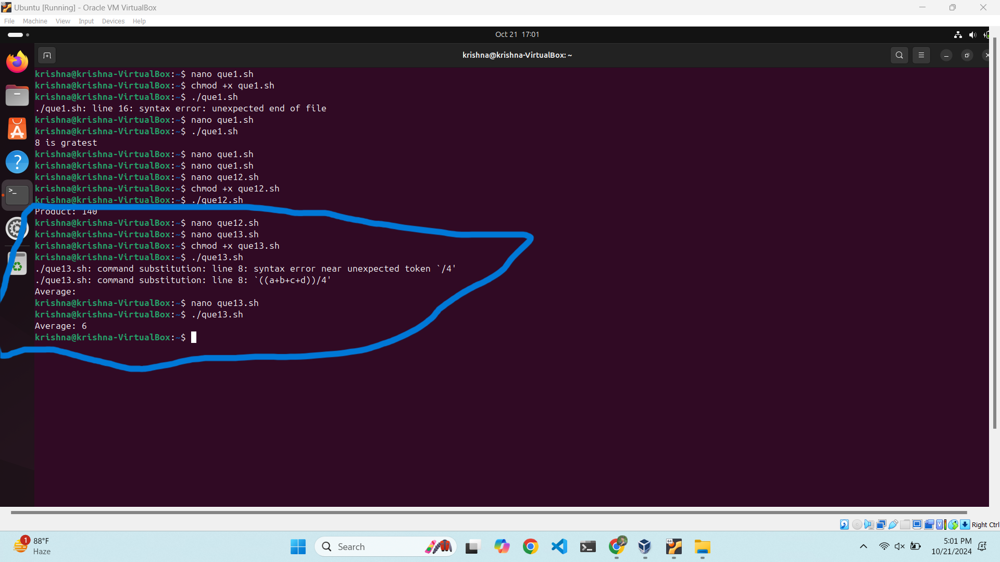 Ubuntu [Running] - Oracle VM VirtualBox
File Machine View Input Devices Help
Oct 21 17:01
krishna@krishna-VirtualBox: ~
krishna@krishna-VirtualBox:~$ nano que1.sh
krishna@krishna-VirtualBox:~$ chmod +x que1.sh
krishna@krishna-VirtualBox:~$ ./que1.sh
./que1.sh: line 16: syntax error: unexpected end of file
krishna@krishna-VirtualBox:~$ nano que1.sh
krishna@krishna-VirtualBox:~$ ./que1.sh
8 is gratest
krishna@krishna-VirtualBox:~$ nano que1.sh
krishna@krishna-VirtualBox:~$ nano que1.sh
krishna@krishna-VirtualBox:~$ nano que12.sh
krishna@krishna-VirtualBox:~$ chmod +x que12.sh
krishna@krishna-VirtualBox:~$ ./que12.sh
Product: 140
krishna@krishna-VirtualBox:~$ nano que12.sh
krishna@krishna-VirtualBox:~$ nano que13.sh
krishna@krishna-VirtualBox:~$ chmod +x que13.sh
krishna@krishna-VirtualBox:~$ ./que13.sh
./que13.sh: command substitution: line 8: syntax error near unexpected token `/4'
./que13.sh: command substitution: line 8: `((a+b+c+d))/4'
Average:
krishna@krishna-VirtualBox:~$ nano que13.sh
krishna@krishna-VirtualBox:~$ ./que13.sh
Average: 6
krishna@krishna-VirtualBox:~$
Right Ctrl
1
88°F
Haze
Search
64
5:01 PM
10/21/2024